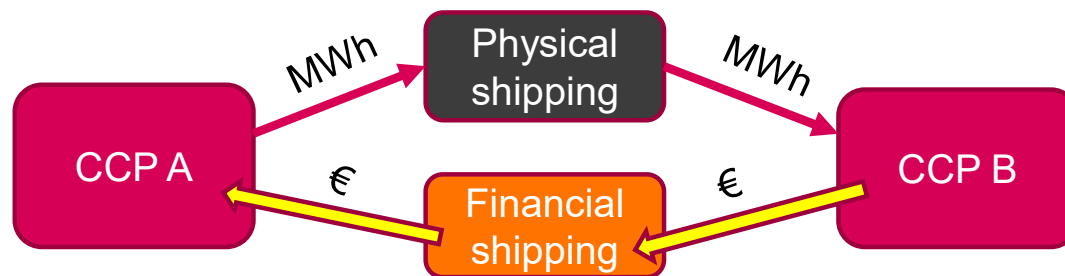 MWh
Physical
shipping
MWh
CCP A
CCP B
€
Financial
shipping
€